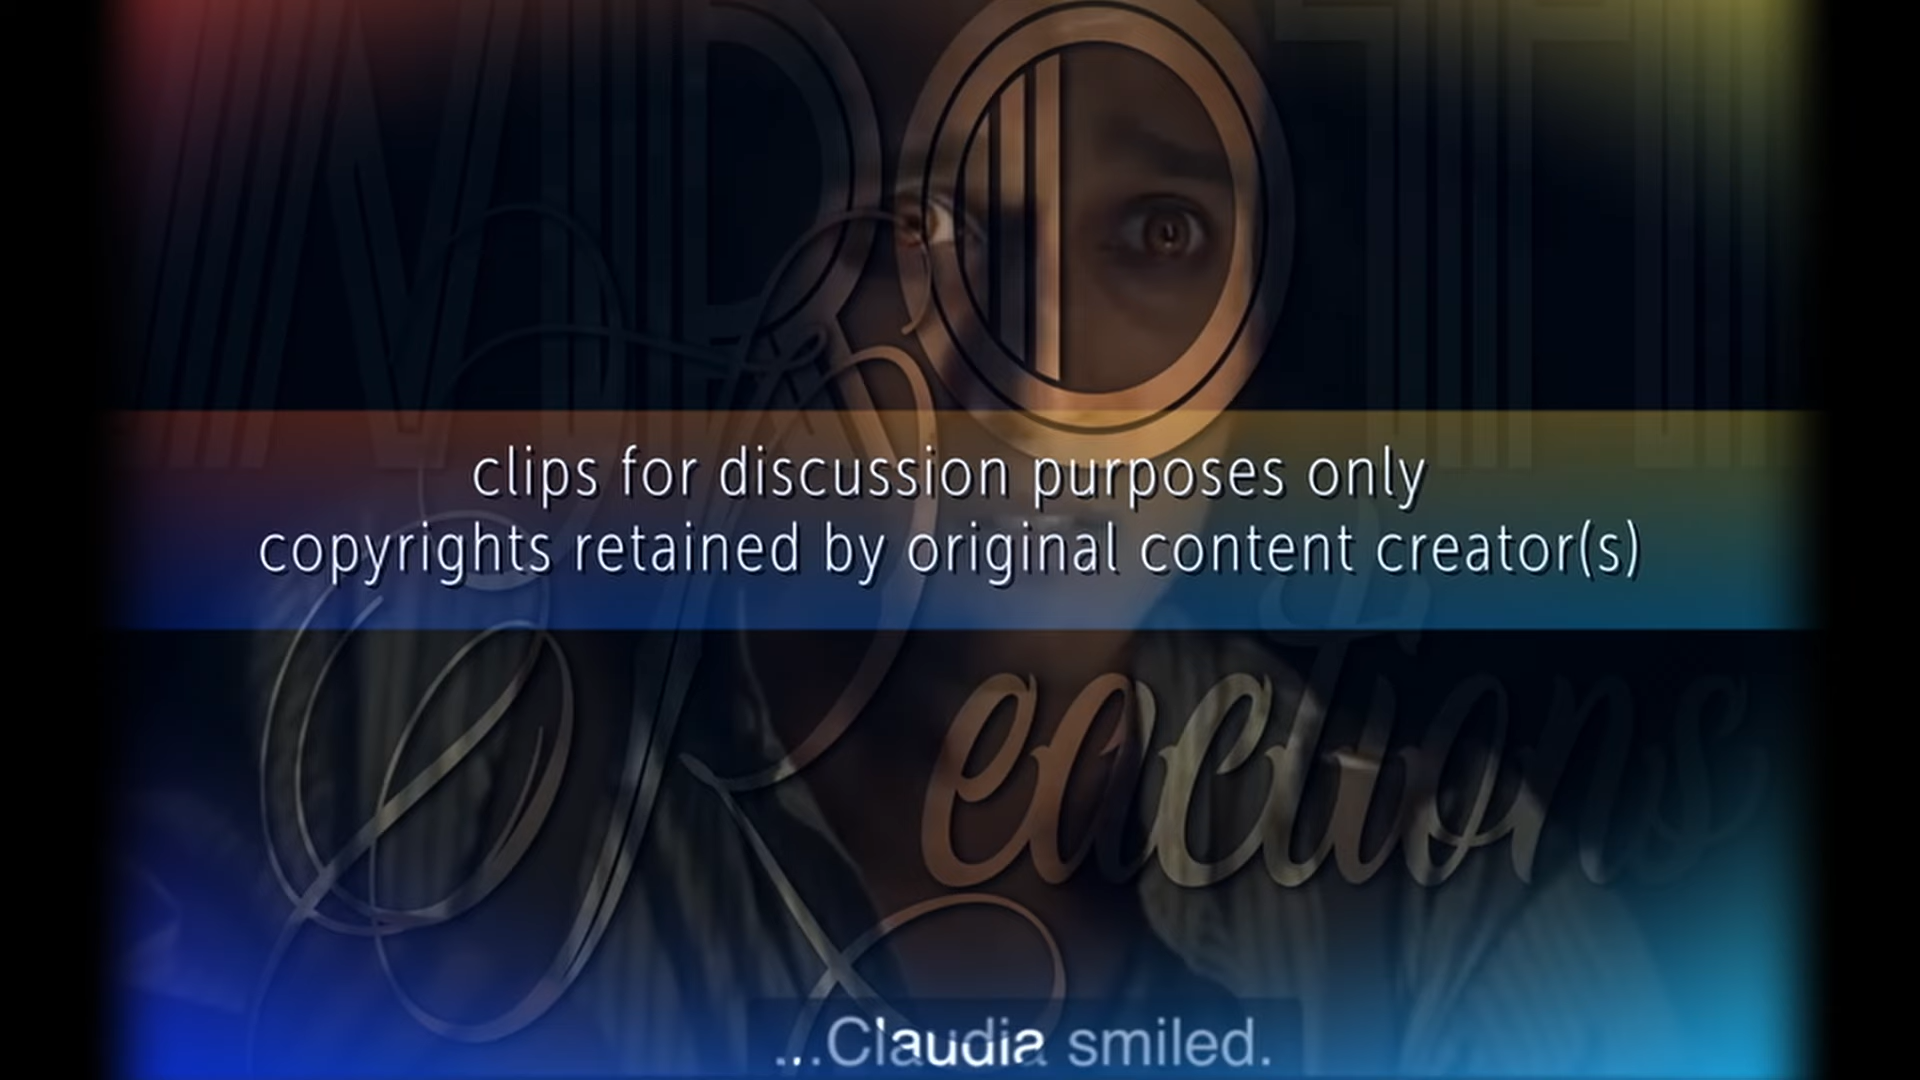 Reactions
clips for discussion purposes only
copyrights retained by original content creator(s)
...Claudia smiled.